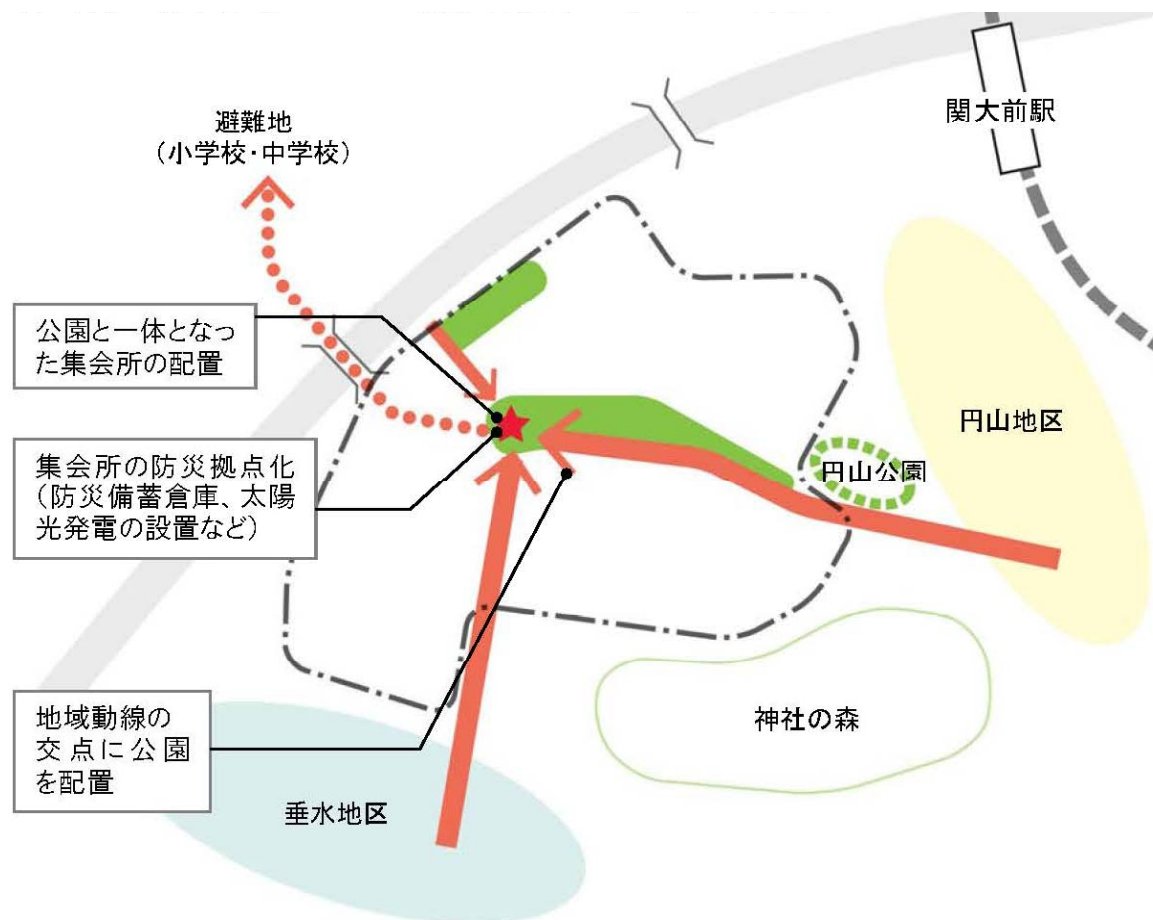 避難地
(小学校・中学校)
関大前駅
公園と一体となっ
た集会所の配置
円山地区
円山公園
集会所の防災拠点化
(防災備蓄倉庫、太陽
光発電の設置など)
神社の森
地域動線の
交点に公園
を配置
垂水地区